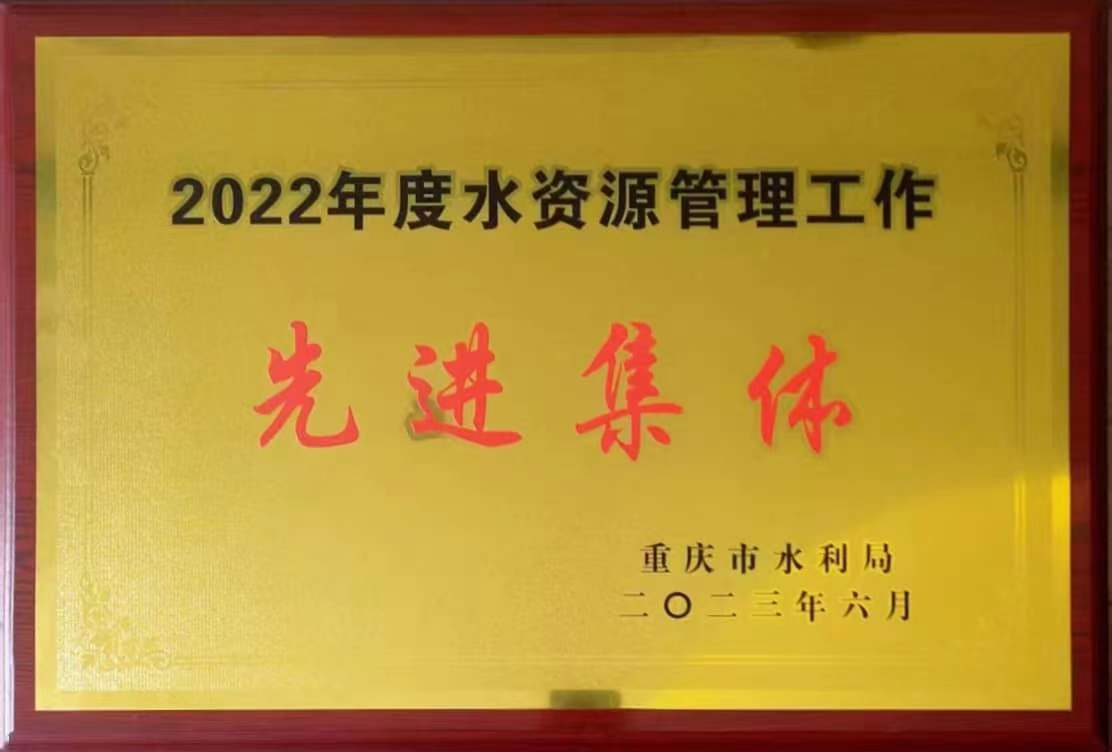 2022年度水资源管理工作
先进集体
重庆市水利局
二〇二三年六月